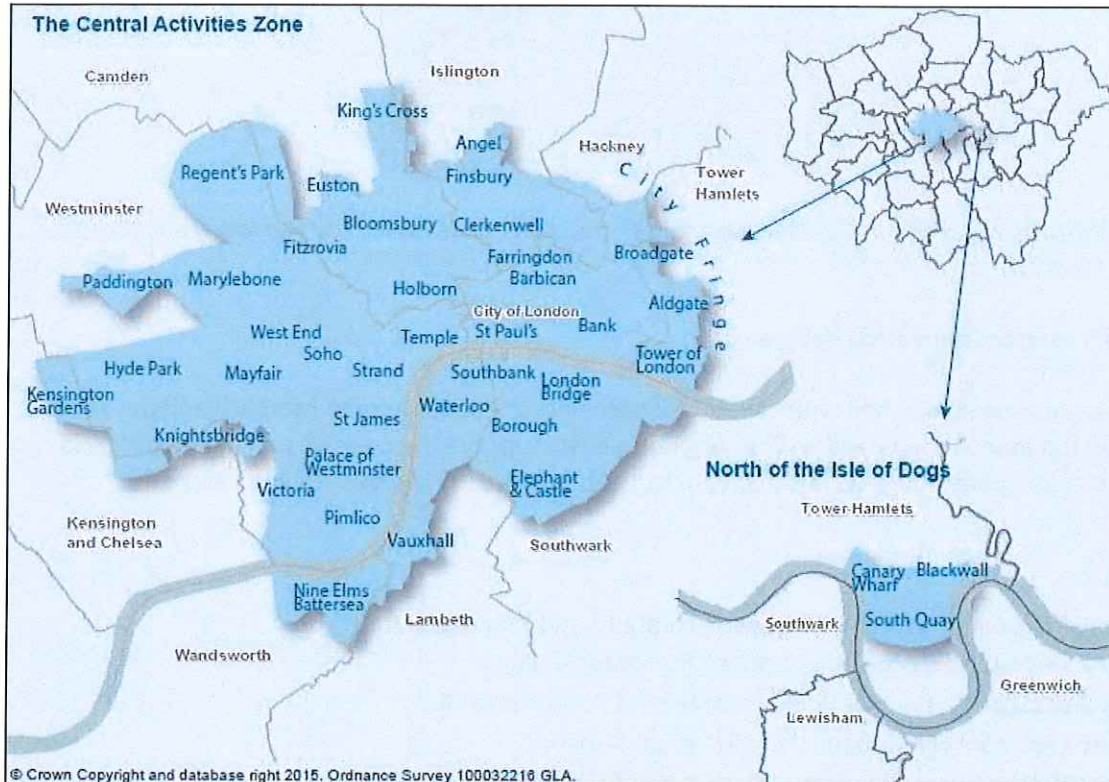 The Central Activities Zone
Camden
Islington
King's Cross
Angel
Hackney
Regent's Park
Euston
Finsbury
City Fringe
Tower
Hamlets
Westminster
Bloomsbury
Clerkenwell
Fitzrovia
Farringdon
Barbican
Broadgate
Paddington
Marylebone
Holborn
Aldgate
City of London
West End
Temple
St Paul's
Bank
Soho
Hyde Park
Mayfair
Strand
Southbank
London
Bridge
Tower of
London
Kensington
Gardens
St James
Waterloo
Borough
Knightsbridge
Palace of
Westminster
Elephant
& Castle
Victoria
Pimlico
Kensington
and Chelsea
Vauxhall
Southwark
Nine Elms
Battersea
Lambeth
Wandsworth
North of the Isle of Dogs
Tower Hamlets
Canary
Wharf
Blackwall
Southwark
South Quay
Greenwich
Lewisham
© Crown Copyright and database right 2015. Ordnance Survey 100032216 GLA.